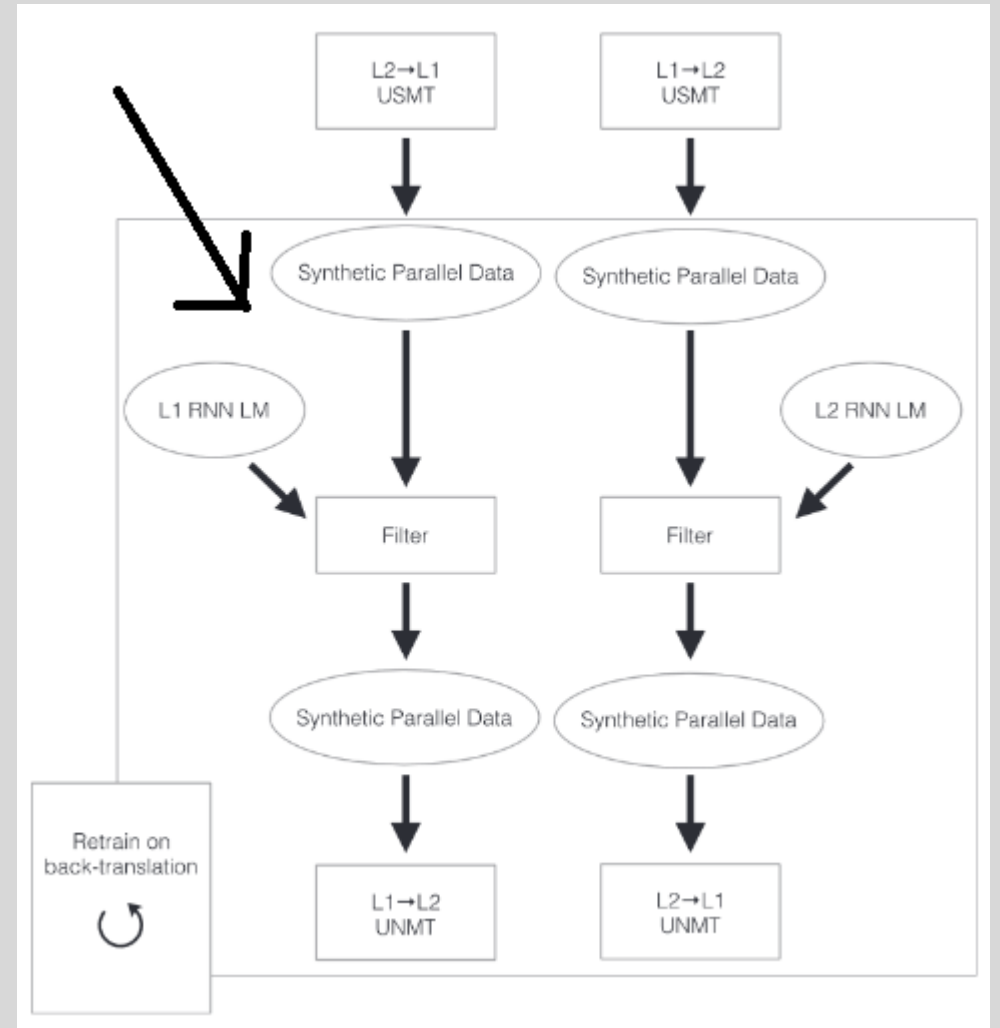 L2→L1
USMT
L1→L2
USMT
Synthetic Parallel Data
Synthetic Parallel Data
L1 RNN LM
L2 RNN LM
Filter
Filter
Synthetic Parallel Data
Synthetic Parallel Data
Retrain on
back-translation
L1→L2
UNMT
L2→L1
UNMT